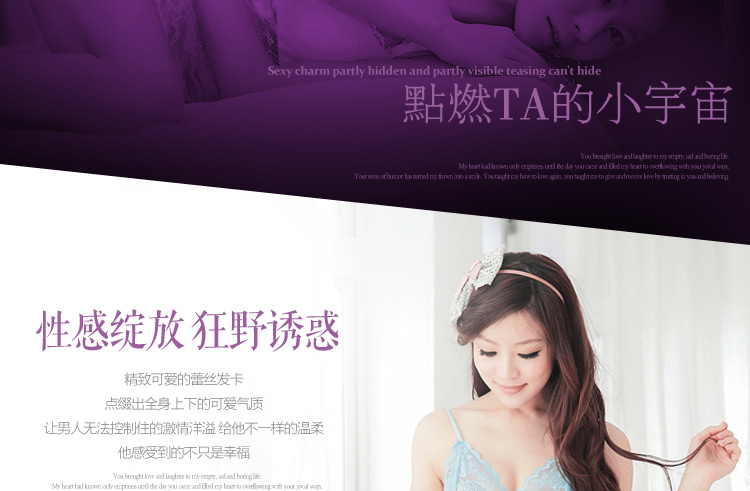 Sexy charm partly hidden and partly visible teasing can't hide
點燃TA的小宇宙
You brought love and laughter to my empty, sad and boring life.
My heart had known only emptines until the day you came and filled my heart to overflowing with your jovial ways.
Your sense of humour has turned my frown into a smile. You taught me how to love again, you taught me to give and receive love by trusting in you and believing.
性感绽放 狂野诱惑
精致可爱的蕾丝发卡
点缀出全身上下的可爱气质
让男人无法控制住的激情洋溢 给他不一样的温柔
他感受到的不只是幸福
You brought love and laughter to my empty, sad and boring life.
My heart had known only emptines until the day you came and filled my heart to overflowing with your jovial ways.